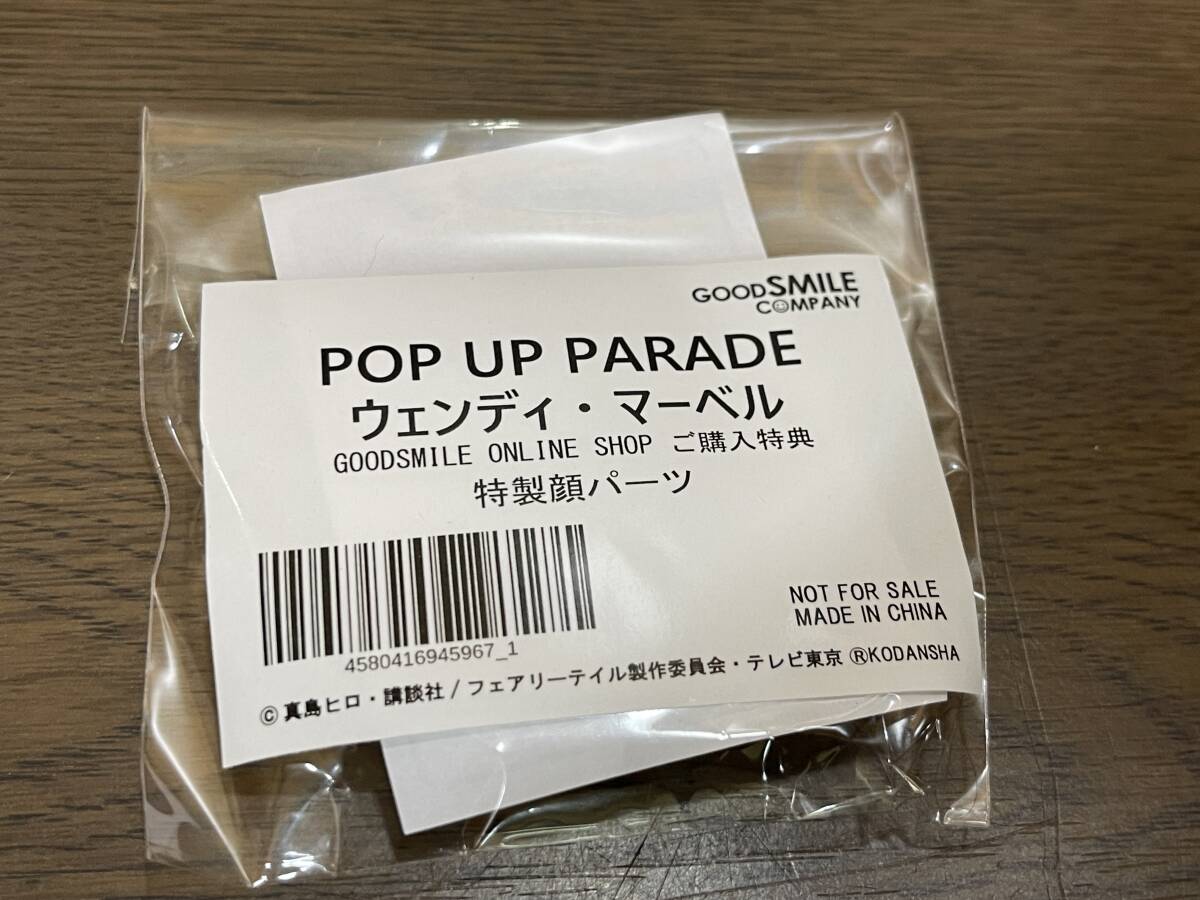 GOODSMILE
COMPANY
POP UP PARADE
ウェンディ・マーベル
GOODSMILE ONLINE SHOP ご購入特典
特製顔パーツ
4580416945967_1
NOT FOR SALE
MADE IN CHINA
©真島ヒロ・講談社/フェアリーテイル製作委員会・テレビ東京 ®KODANSHA